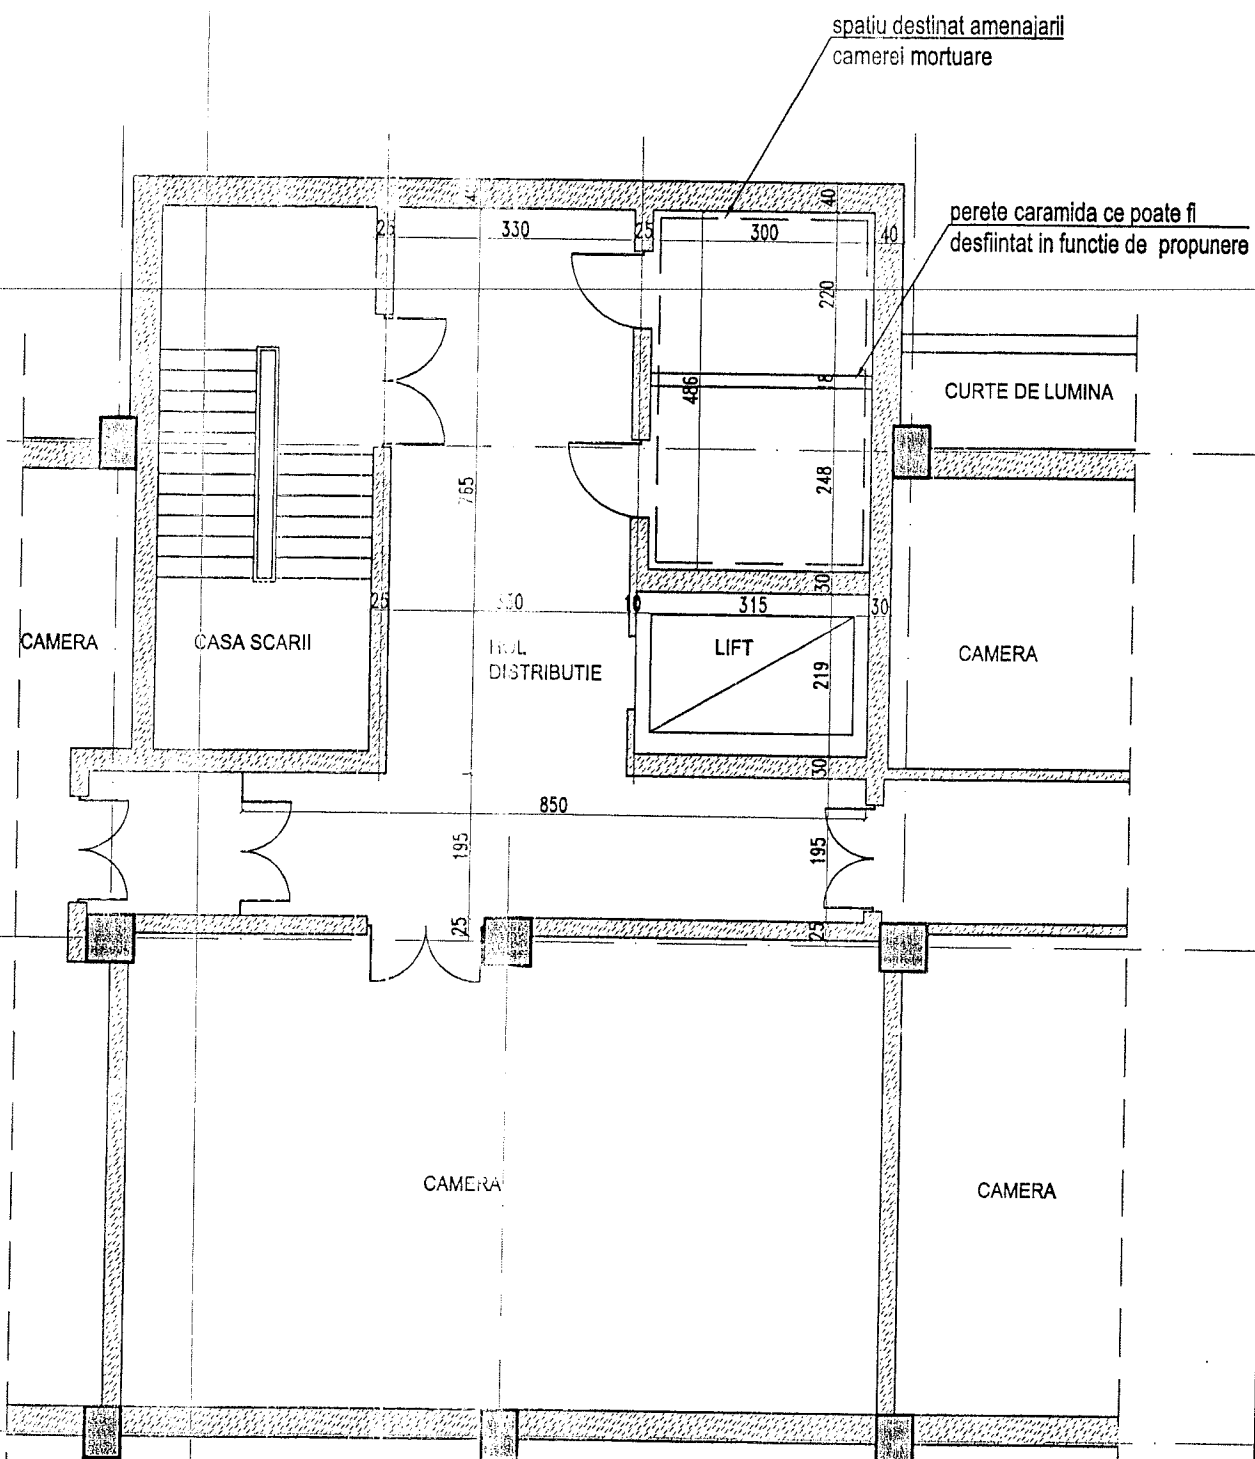 spatiu destinat amenajarii
camerei mortuare
perete caramida ce poate fi
desfiintat in functie de propunere
40
25
330
25
300
40
220
8
486
CURTE DE LUMINA
248
765
30
25
10
315
30
CAMERA
CASA SCARII
DISTRIBUTIE
LIFT
219
CAMERA
30
850
195
195
25
25
CAMERA
CAMERA